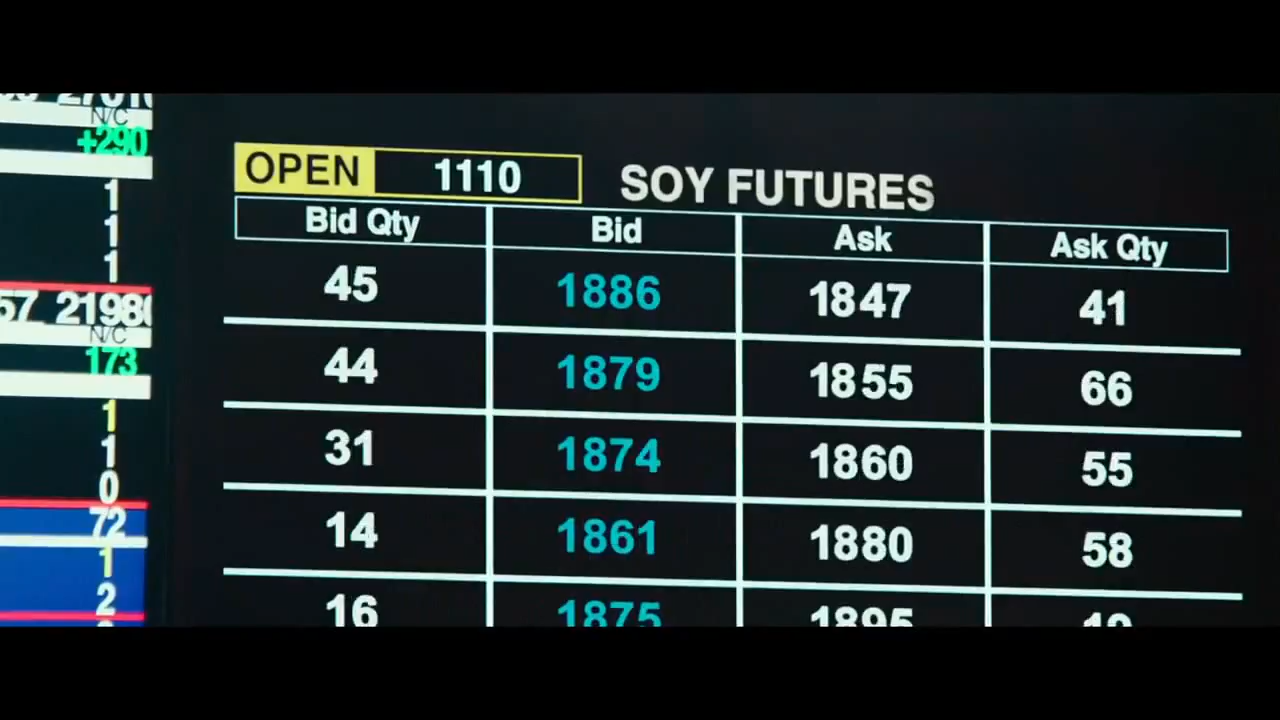 N/C
+290
1
1
1
N/C
173
1
1
0
72
1
2
OPEN 1110 SOY FUTURES
Bid Qty Bid Ask Ask Qty
45 1886 1847 41
44 1879 1855 66
31 1874 1860 55
14 1861 1880 58
16 1875 1895